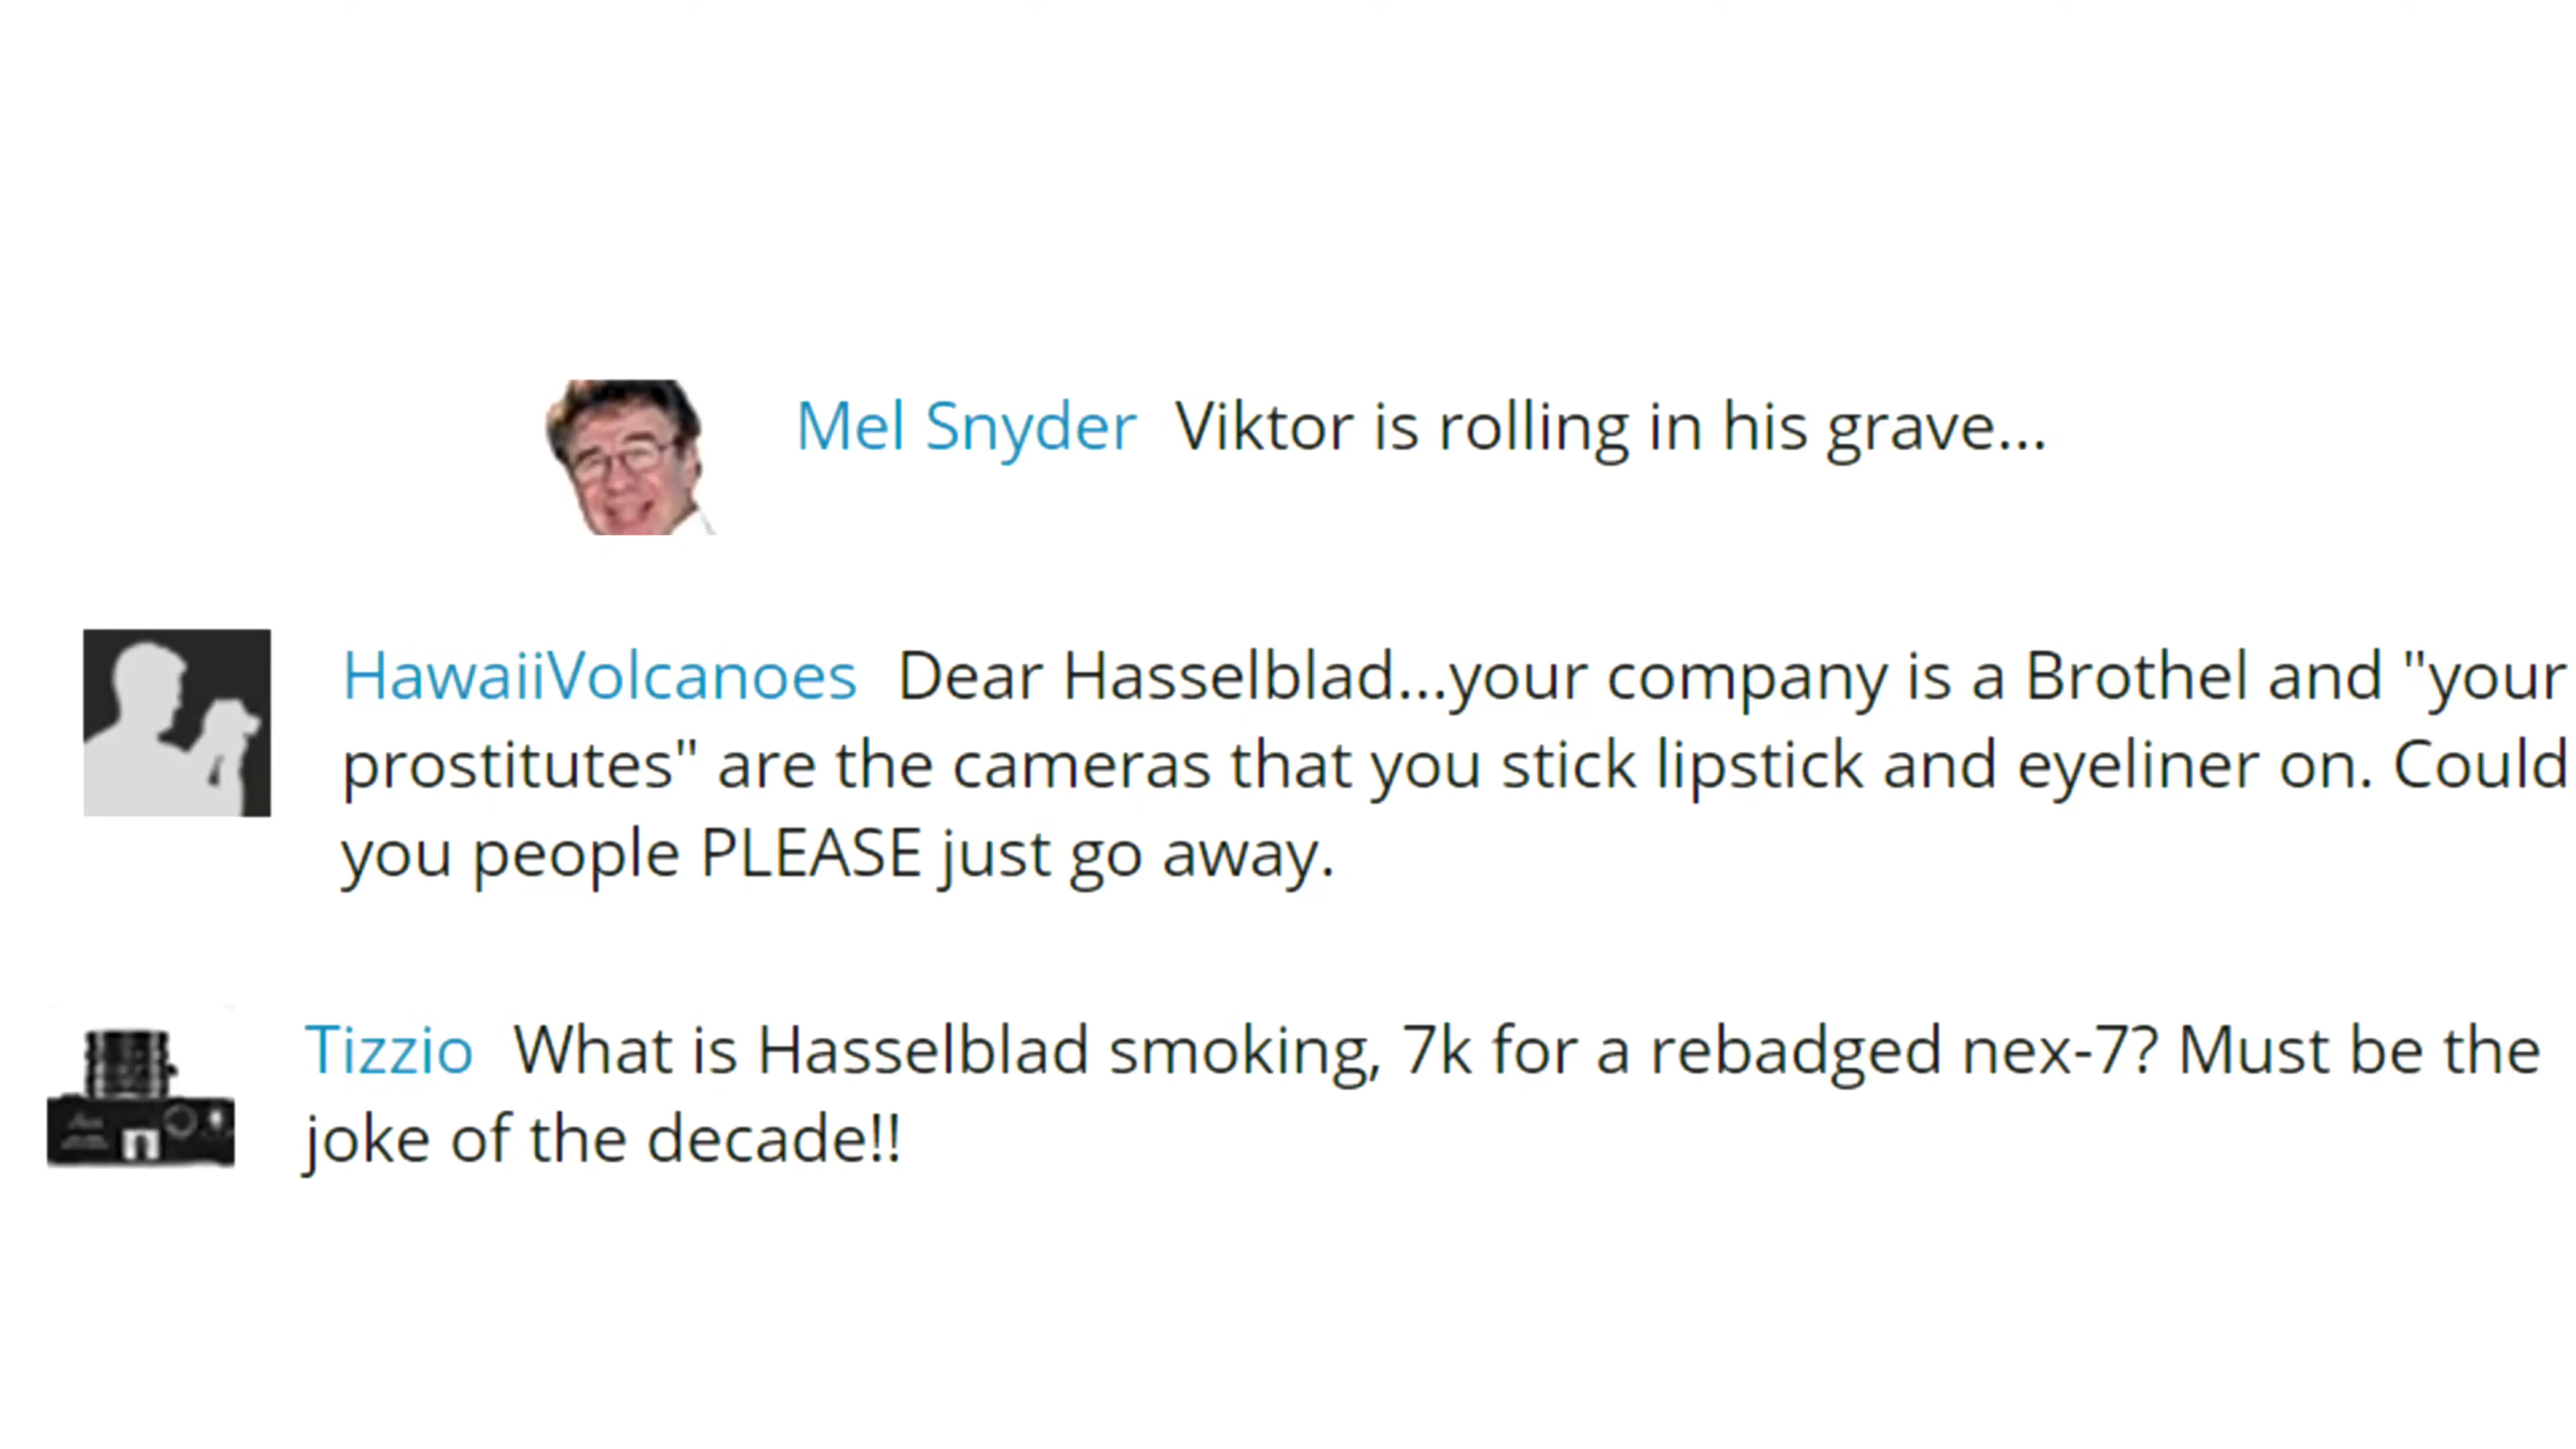 Mel Snyder Viktor is rolling in his grave...
HawaiiVolcanoes Dear Hasselblad...your company is a Brothel and "your
prostitutes" are the cameras that you stick lipstick and eyeliner on. Could
you people PLEASE just go away.
Tizzio What is Hasselblad smoking, 7k for a rebadged nex-7? Must be the
joke of the decade!!